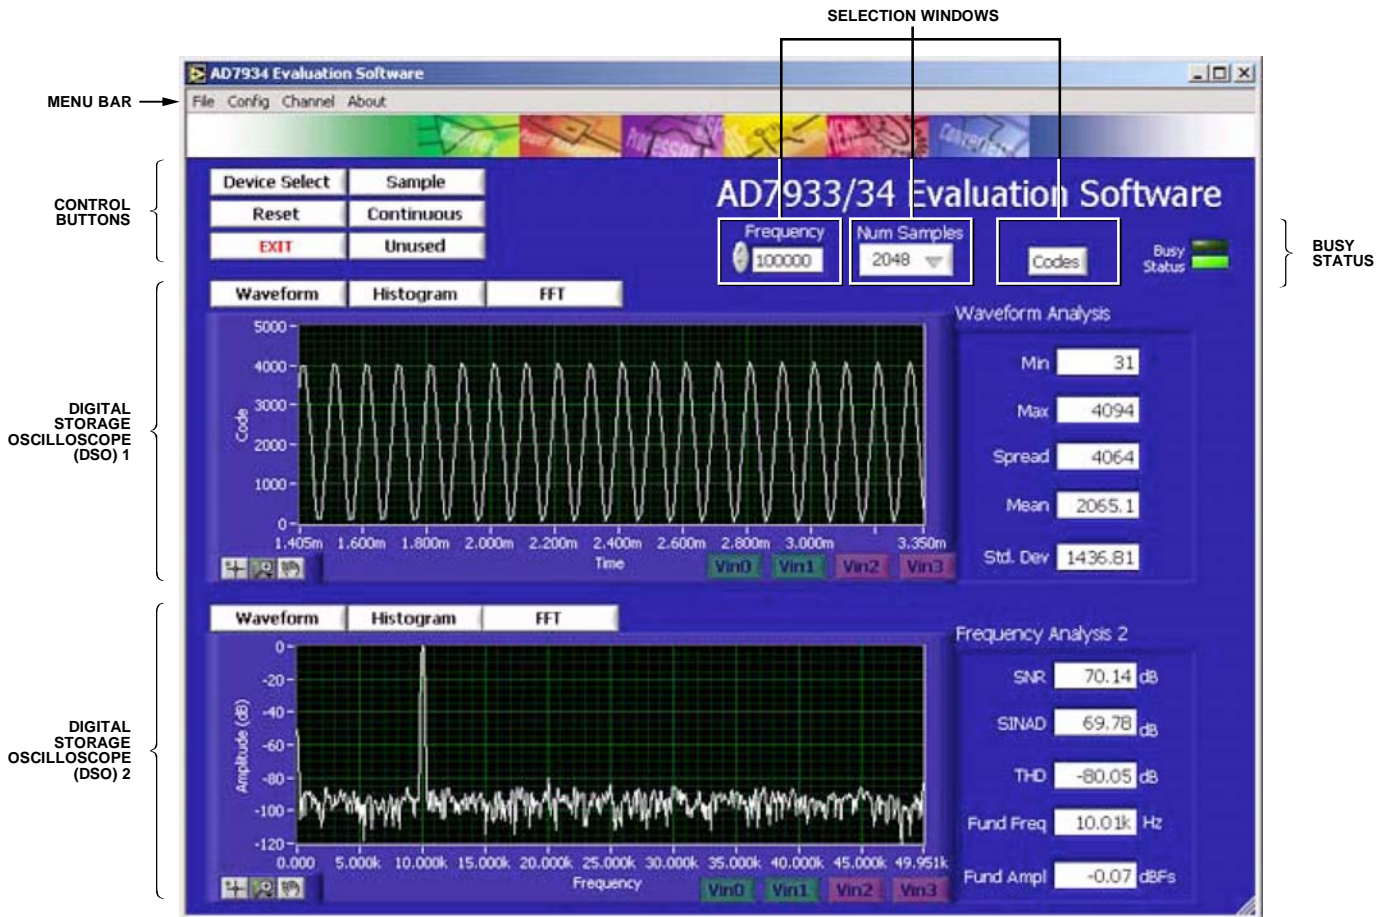 SELECTION WINDOWS
AD7934 Evaluation Software
MENU BAR
File Config Channel About
CONTROL
BUTTONS
Device Select Sample
Reset Continuous
EXIT Unused
AD7933/34 Evaluation Software
Frequency
100000
Num Samples
2048
Codes
Busy
Status
BUSY
STATUS
DIGITAL
STORAGE
OSCILLOSCOPE
(DSO) 1
Waveform Histogram FFT
Code
5000
4000
3000
2000
1000
0
1.405m 1.600m 1.800m 2.000m 2.200m 2.400m 2.600m 2.800m 3.000m 3.350m
Time
Vin0 Vin1 Vin2 Vin3
Waveform Analysis
Min 31
Max 4094
Spread 4064
Mean 2065.1
Std. Dev 1436.81
DIGITAL
STORAGE
OSCILLOSCOPE
(DSO) 2
Waveform Histogram FFT
Amplitude (dB)
0
-20
-40
-60
-80
-100
-120
0.000 5.000k 10.000k 15.000k 20.000k 25.000k 30.000k 35.000k 40.000k 45.000k 49.951k
Frequency
Vin0 Vin1 Vin2 Vin3
Frequency Analysis 2
SNR 70.14 dB
SINAD 69.78 dB
THD -80.05 dB
Fund Freq 10.01k Hz
Fund Ampl -0.07 dBFs